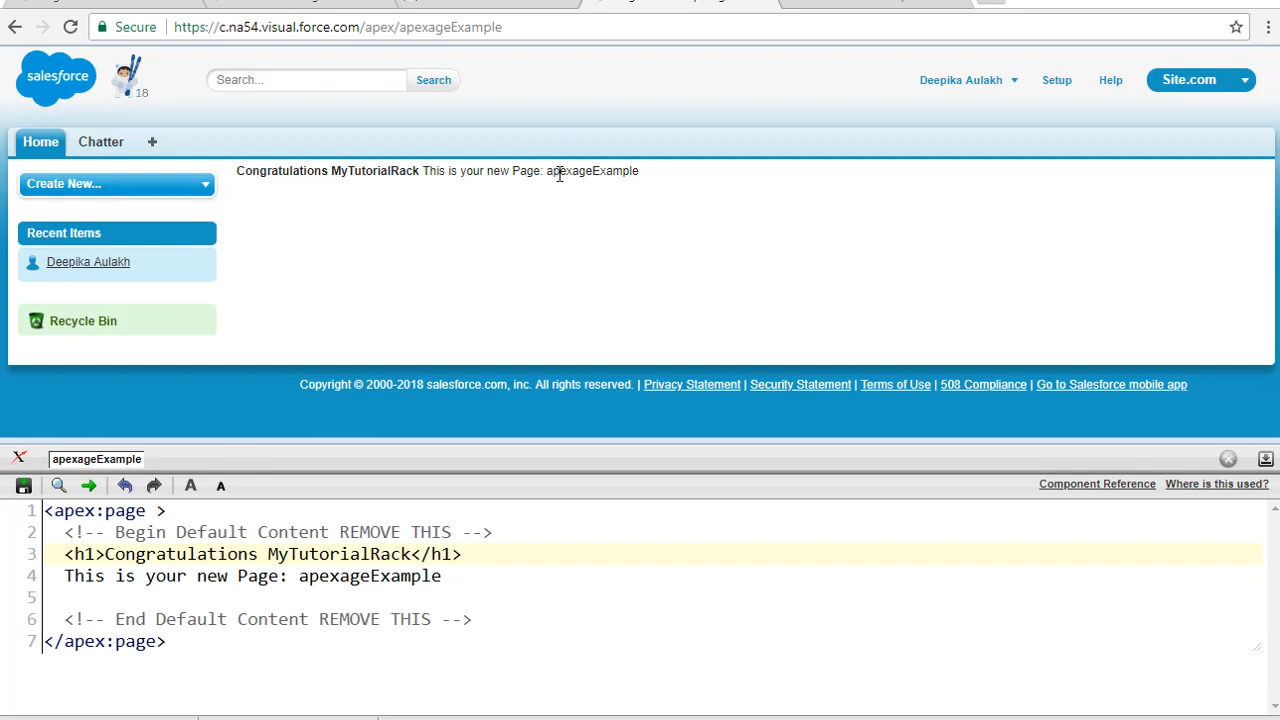 Secure https://c.na54.visual.force.com/apex/apexageExample
salesforce 18 Search... Search Deepika Aulakh Setup Help Site.com
Home Chatter +
Congratulations MyTutorialRack This is your new Page: apexageExample
Create New...
Recent Items
Deepika Aulakh
Recycle Bin
Copyright © 2000-2018 salesforce.com, inc. All rights reserved. | Privacy Statement | Security Statement | Terms of Use | 508 Compliance | Go to Salesforce mobile app
apexageExample
A A Component Reference Where is this used?
1 <apex:page >
2 <!-- Begin Default Content REMOVE THIS -->
3 <h1>Congratulations MyTutorialRack</h1>
4 This is your new Page: apexageExample
5
6 <!-- End Default Content REMOVE THIS -->
7 </apex:page>